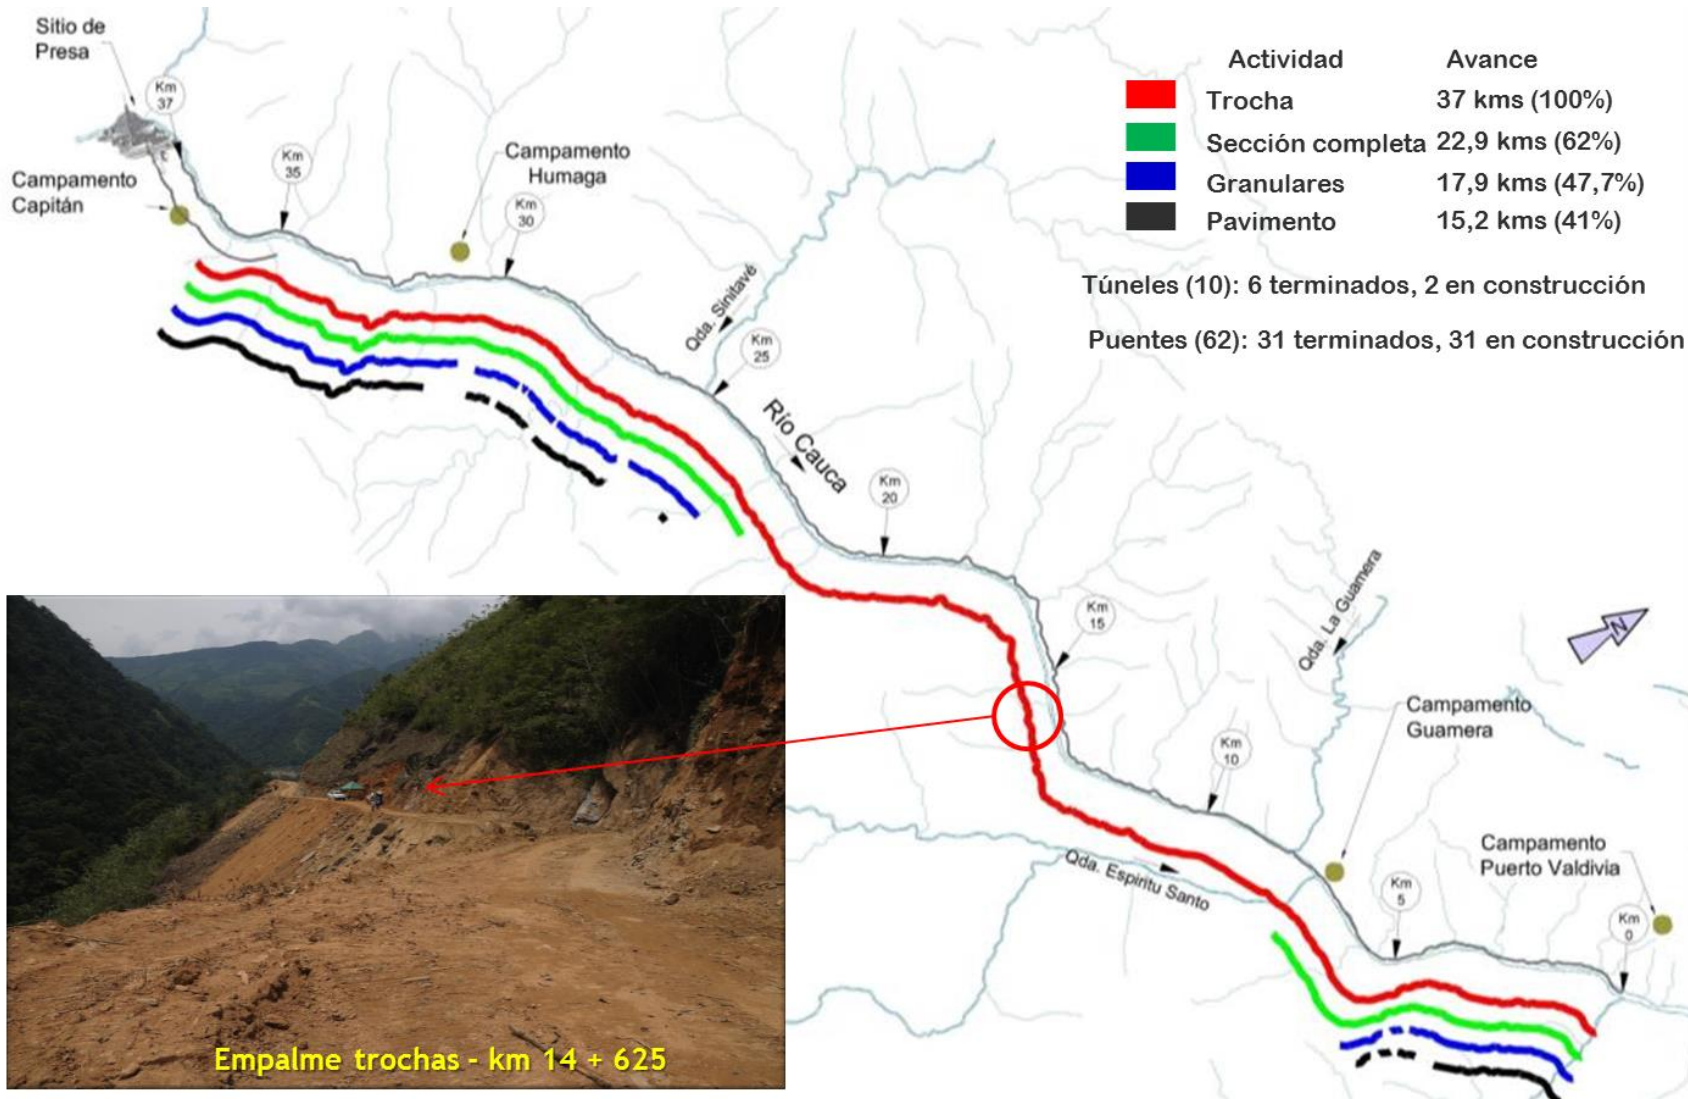 Sitio de
Presa
Km
37
Campamento
Capitán
Km
35
Campamento
Humaga
Km
30
Qda. Sinitavé
Km
25
Río Cauca
Km
20
Km
15
Qda. La Guamera
N
Campamento
Guamera
Km
10
Qda. Espiritu Santo
Campamento
Puerto Valdivia
Km
5
Km
0
Actividad Avance
Trocha 37 kms (100%)
Sección completa 22,9 kms (62%)
Granulares 17,9 kms (47,7%)
Pavimento 15,2 kms (41%)
Túneles (10): 6 terminados, 2 en construcción
Puentes (62): 31 terminados, 31 en construcción
Empalme trochas - km 14 + 625